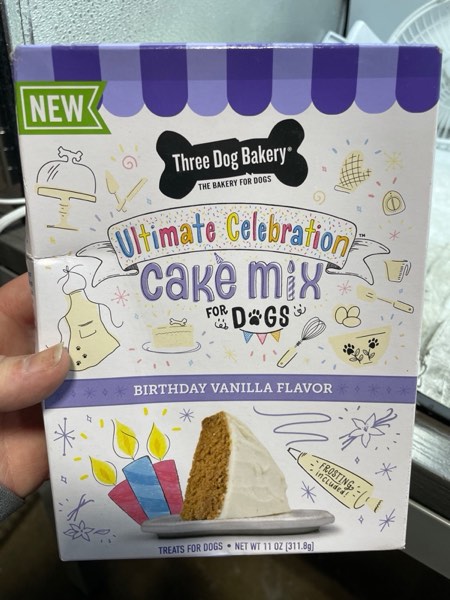 NEW
Three Dog Bakery®
THE BAKERY FOR DOGS
Ultimate Celebration™
cake mix
FOR DOGS
BIRTHDAY VANILLA FLAVOR
FROSTING
INCLUDED!
TREATS FOR DOGS • NET WT 11 OZ (311.8g)